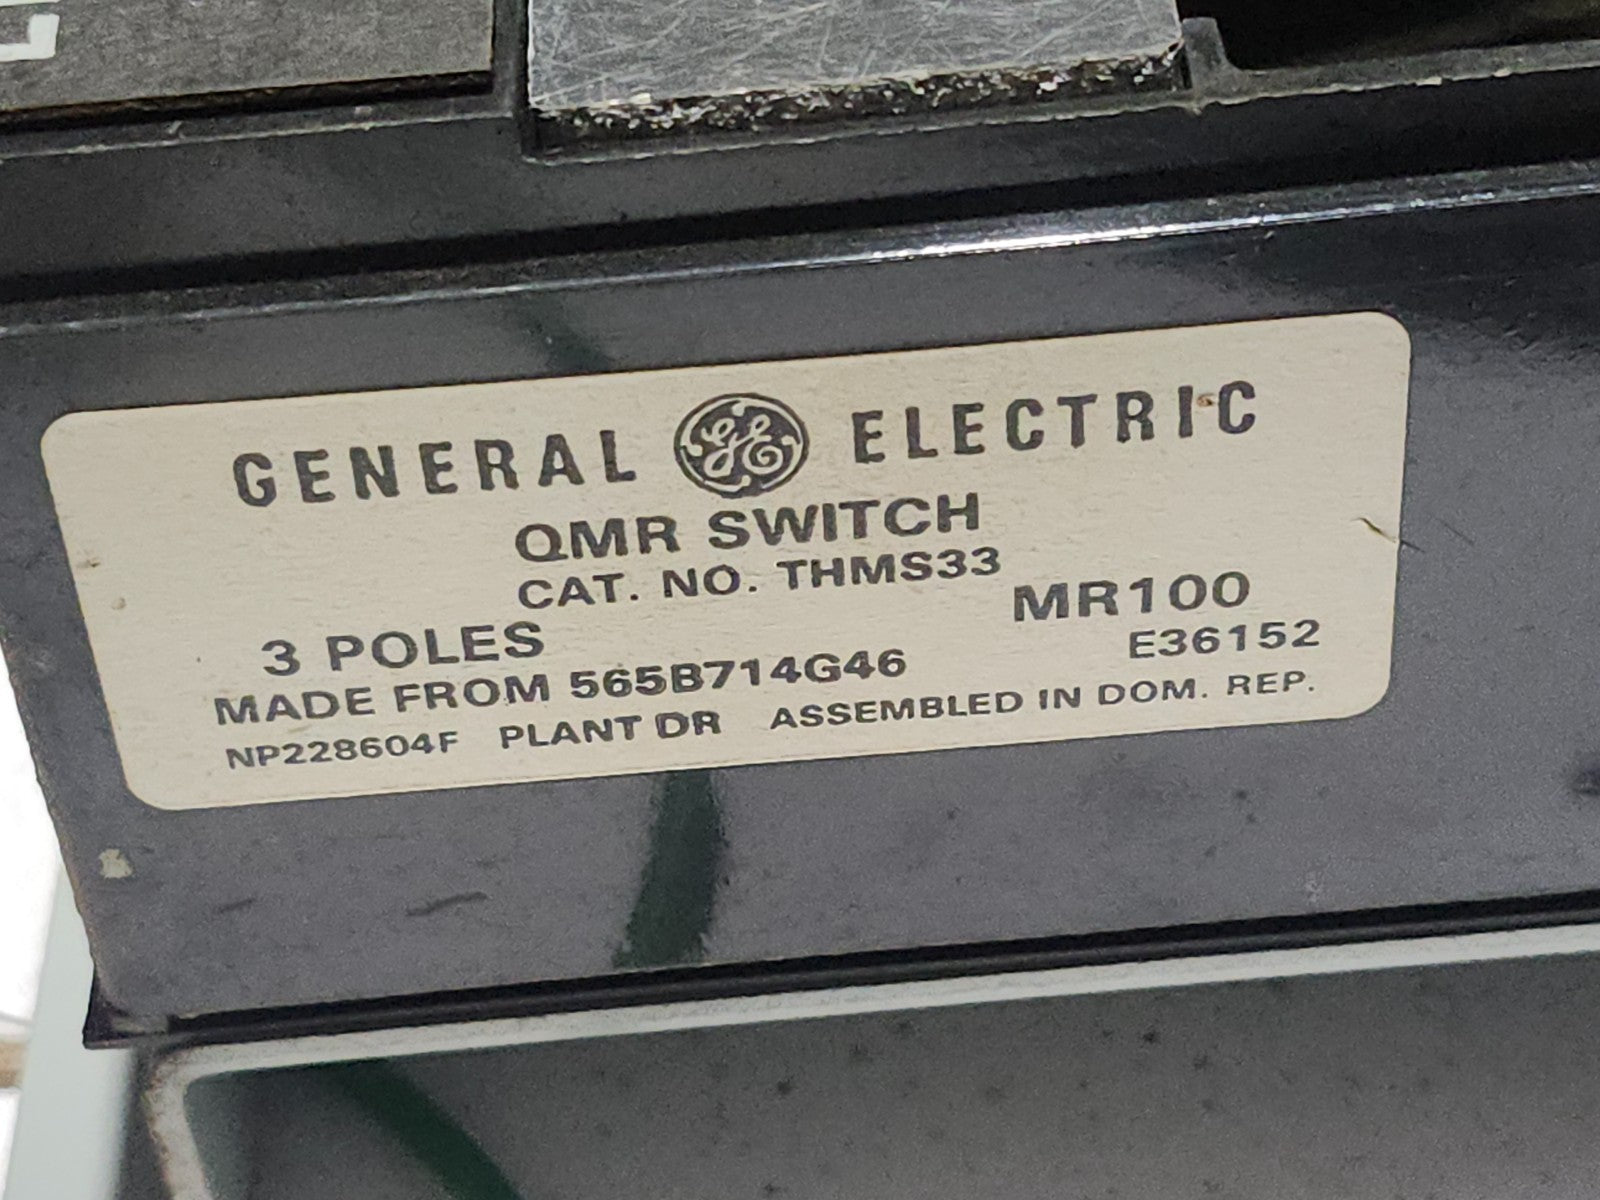 GENERAL GE ELECTRIC
QMR SWITCH
CAT. NO. THMS33
3 POLES MR100
MADE FROM 565B714G46 E36152
NP228604F PLANT DR ASSEMBLED IN DOM. REP.